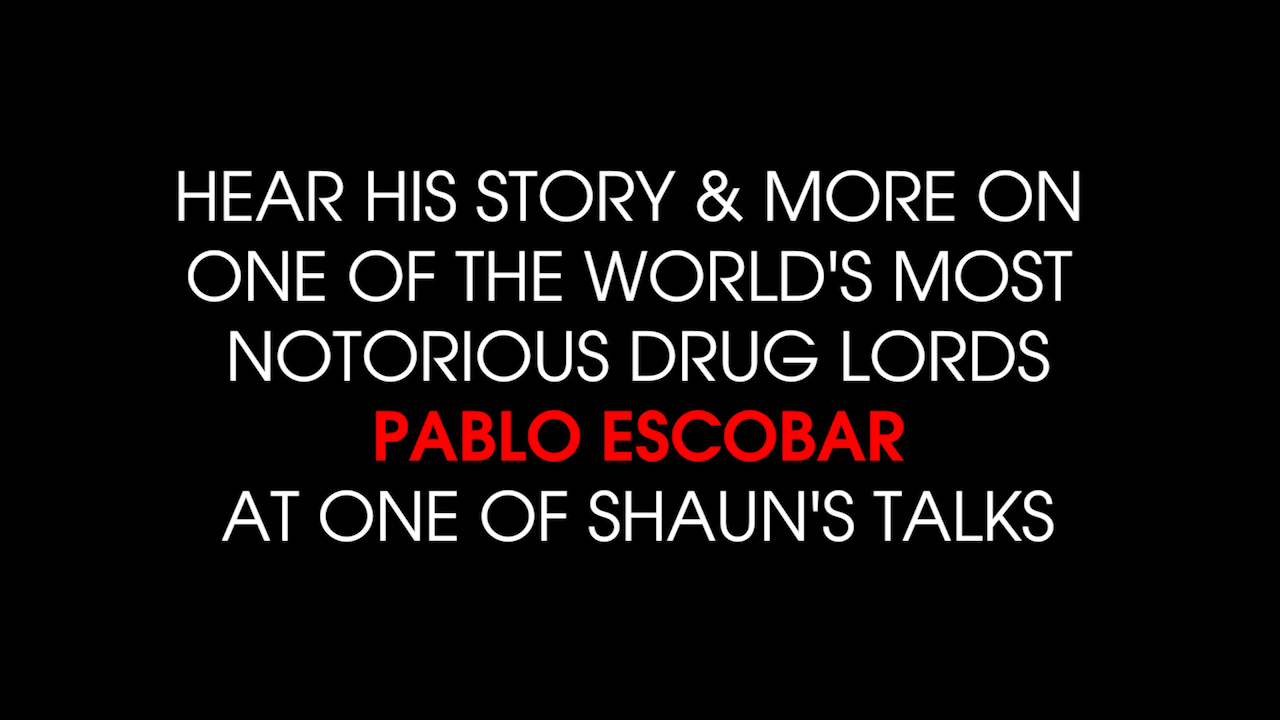 HEAR HIS STORY & MORE ON
ONE OF THE WORLD'S MOST
NOTORIOUS DRUG LORDS
PABLO ESCOBAR
AT ONE OF SHAUN'S TALKS